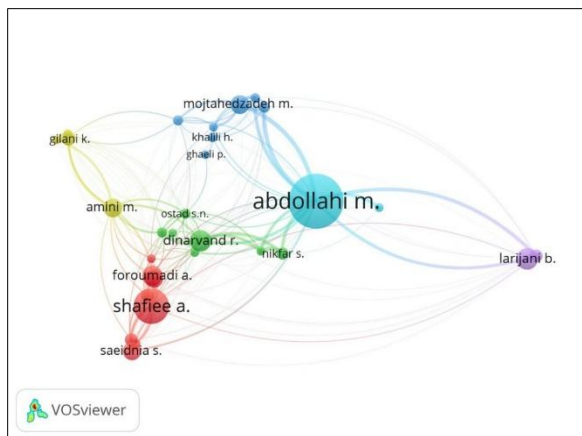 mojtahedzadeh m.
gilani k.
khalili h.
ghaeli p.
abdollahi m.
amini m.
ostad s.n.
dinarvand r.
nikfar s.
larijani b.
foroumadi a.
shafiee a.
saeidnia s.
VOSviewer